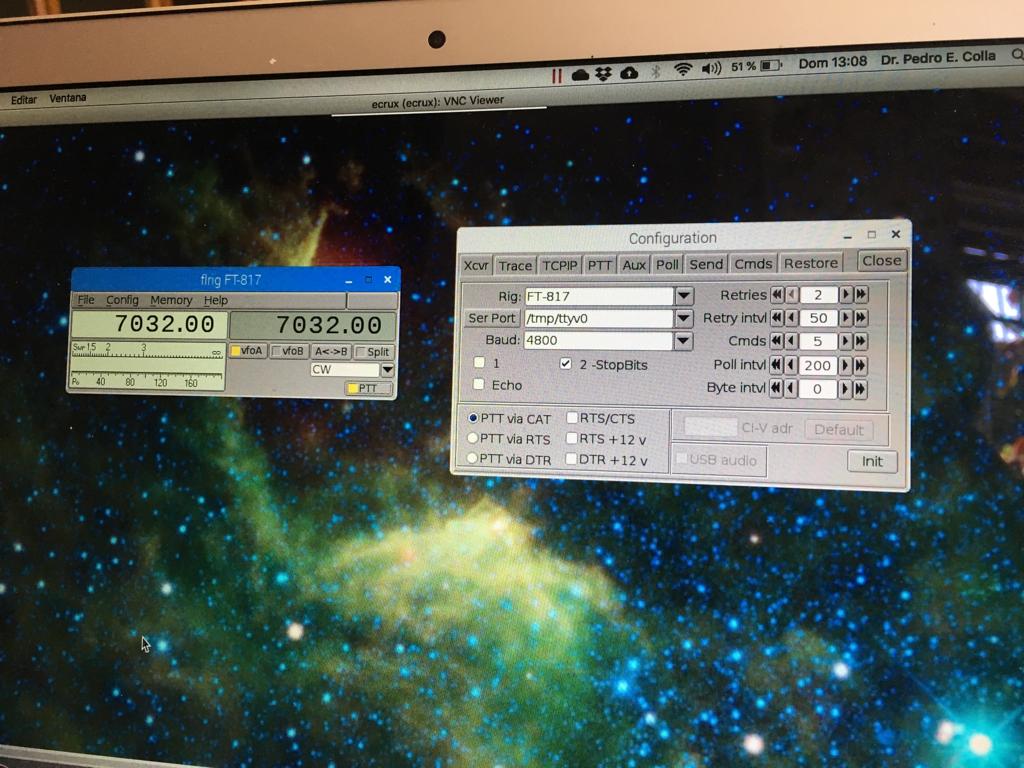 51 % Dom 13:08 Dr. Pedro E. Colla
Editar Ventana
ecrux (ecrux): VNC Viewer
flrig FT-817
File Config Memory Help
7032.00 7032.00
SWR 1.5 2 3 ∞
Po 40 80 120 160
vfoA vfoB A<->B Split
CW
PTT
Configuration
Xcvr Trace TCPIP PTT Aux Poll Send Cmds Restore Close
Rig: FT-817 Retries 2
Ser Port /tmp/ttyv0 Retry intvl 50
Baud: 4800 Cmds 5
1 2 -StopBits Poll intvl 200
Echo Byte intvl 0
PTT via CAT RTS/CTS
PTT via RTS RTS +12 v CI-V adr Default
PTT via DTR DTR +12 v USB audio Init